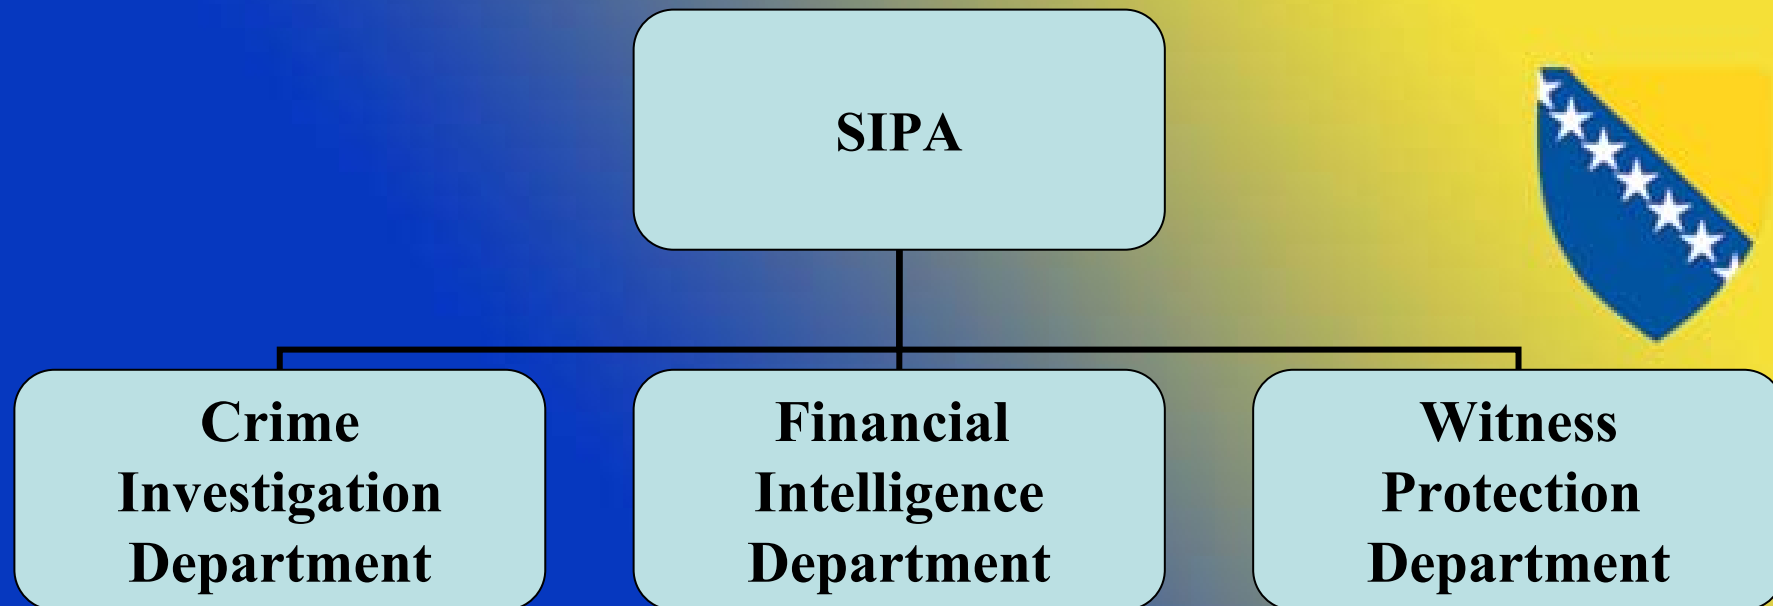 SIPA
Crime
Investigation
Department
Financial
Intelligence
Department
Witness
Protection
Department